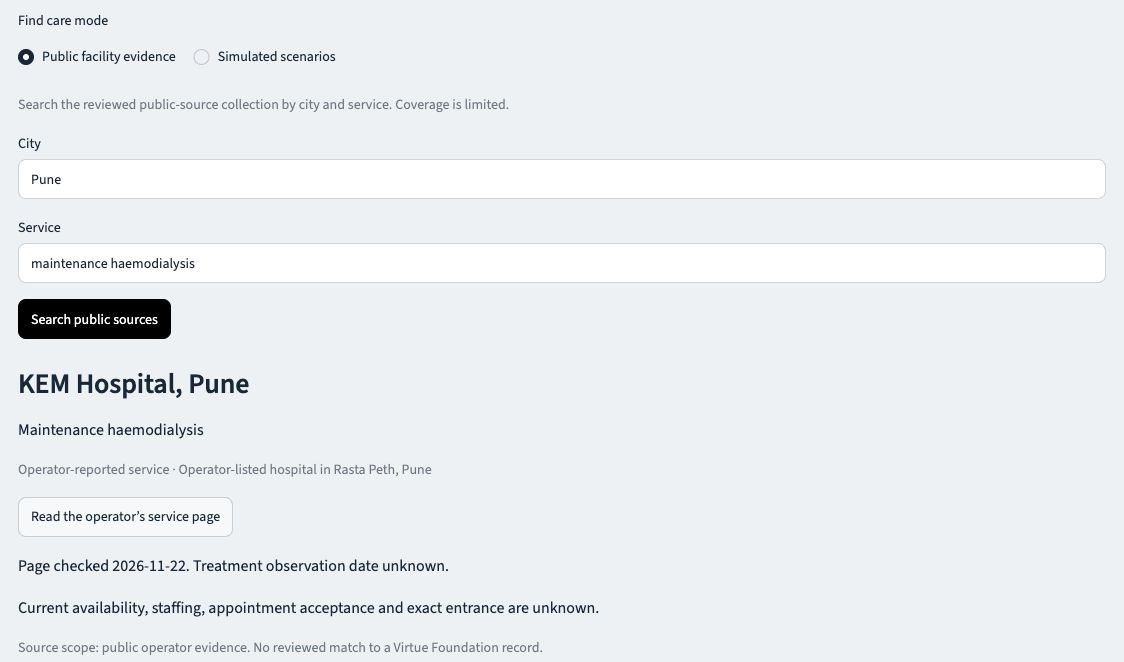 Find care mode
Public facility evidence
Simulated scenarios
Search the reviewed public-source collection by city and service. Coverage is limited.
City
Pune
Service
maintenance haemodialysis
Search public sources
KEM Hospital, Pune
Maintenance haemodialysis
Operator-reported service · Operator-listed hospital in Rasta Peth, Pune
Read the operator’s service page
Page checked 2026-11-22. Treatment observation date unknown.
Current availability, staffing, appointment acceptance and exact entrance are unknown.
Source scope: public operator evidence. No reviewed match to a Virtue Foundation record.